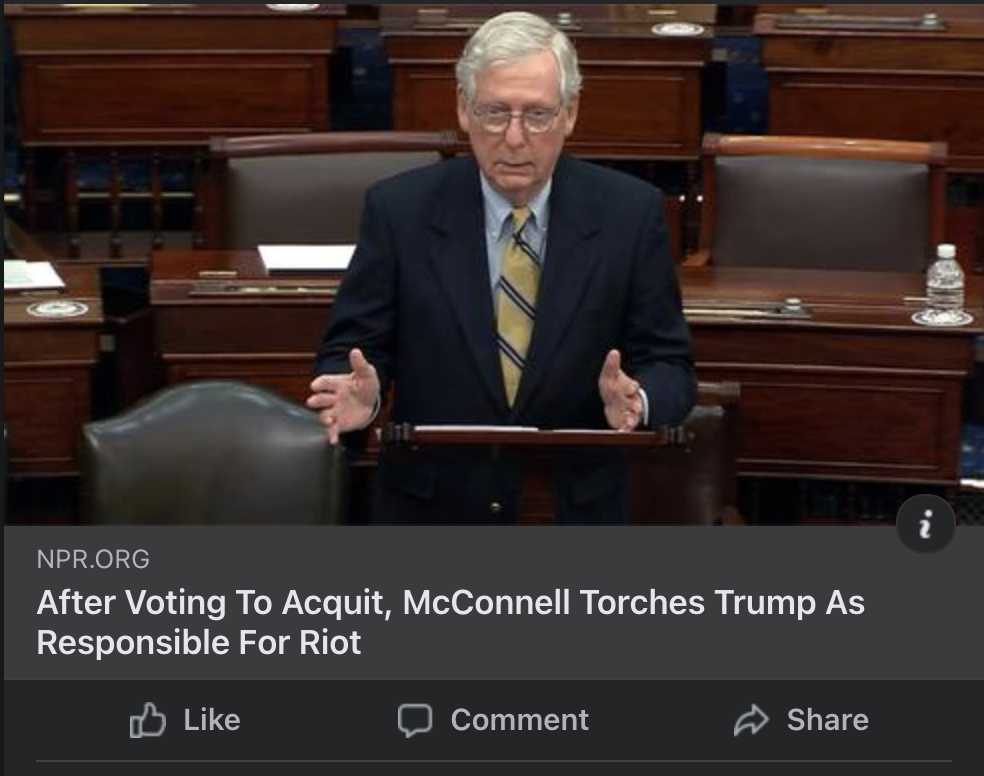 NPR.ORG
After Voting To Acquit, McConnell Torches Trump As
Responsible For Riot
Like Comment Share